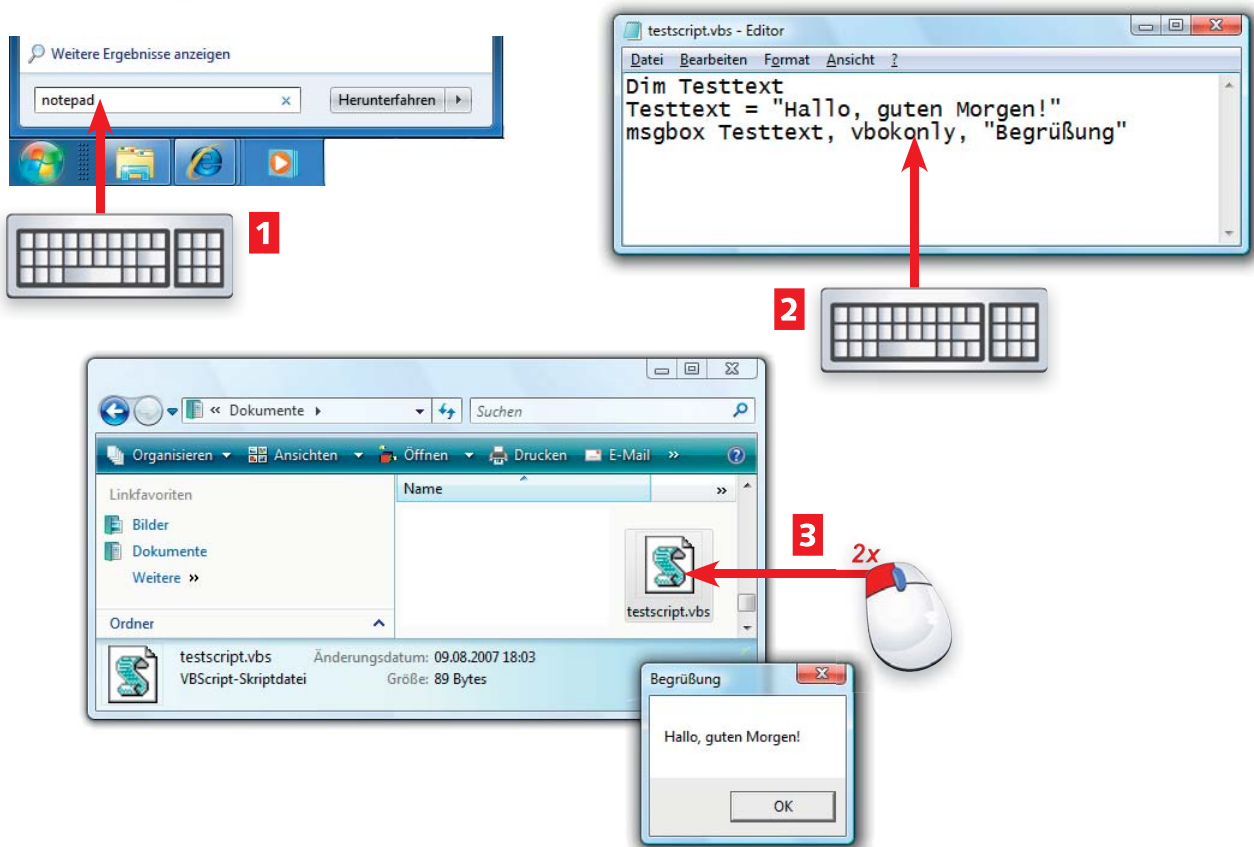 Weitere Ergebnisse anzeigen
notepad
Herunterfahren
1
testscript.vbs - Editor
Datei Bearbeiten Format Ansicht ?
Dim Testtext
Testtext = "Hallo, guten Morgen!"
msgbox Testtext, vbokonly, "Begrüßung"
2
« Dokumente
Suchen
Organisieren Ansichten Öffnen Drucken E-Mail »
Linkfavoriten
Bilder
Dokumente
Weitere »
Ordner
Name »
testscript.vbs
3
2x
testscript.vbs Änderungsdatum: 09.08.2007 18:03
VBScript-Skriptdatei Größe: 89 Bytes
Begrüßung
Hallo, guten Morgen!
OK